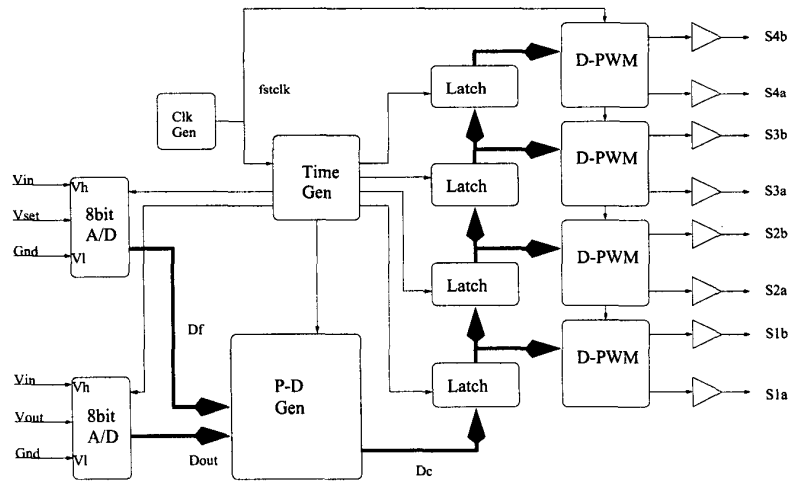 S4b
D-PWM
Latch
fstclk
S4a
Clk
Gen
S3b
D-PWM
Time
Gen
Latch
Vin
Vh
S3a
8bit
A/D
Vset
S2b
Gnd
Vl
D-PWM
Latch
S2a
Df
S1b
D-PWM
P-D
Gen
Vin
Vh
Latch
S1a
8bit
A/D
Vout
Gnd
Vl
Dout
Dc